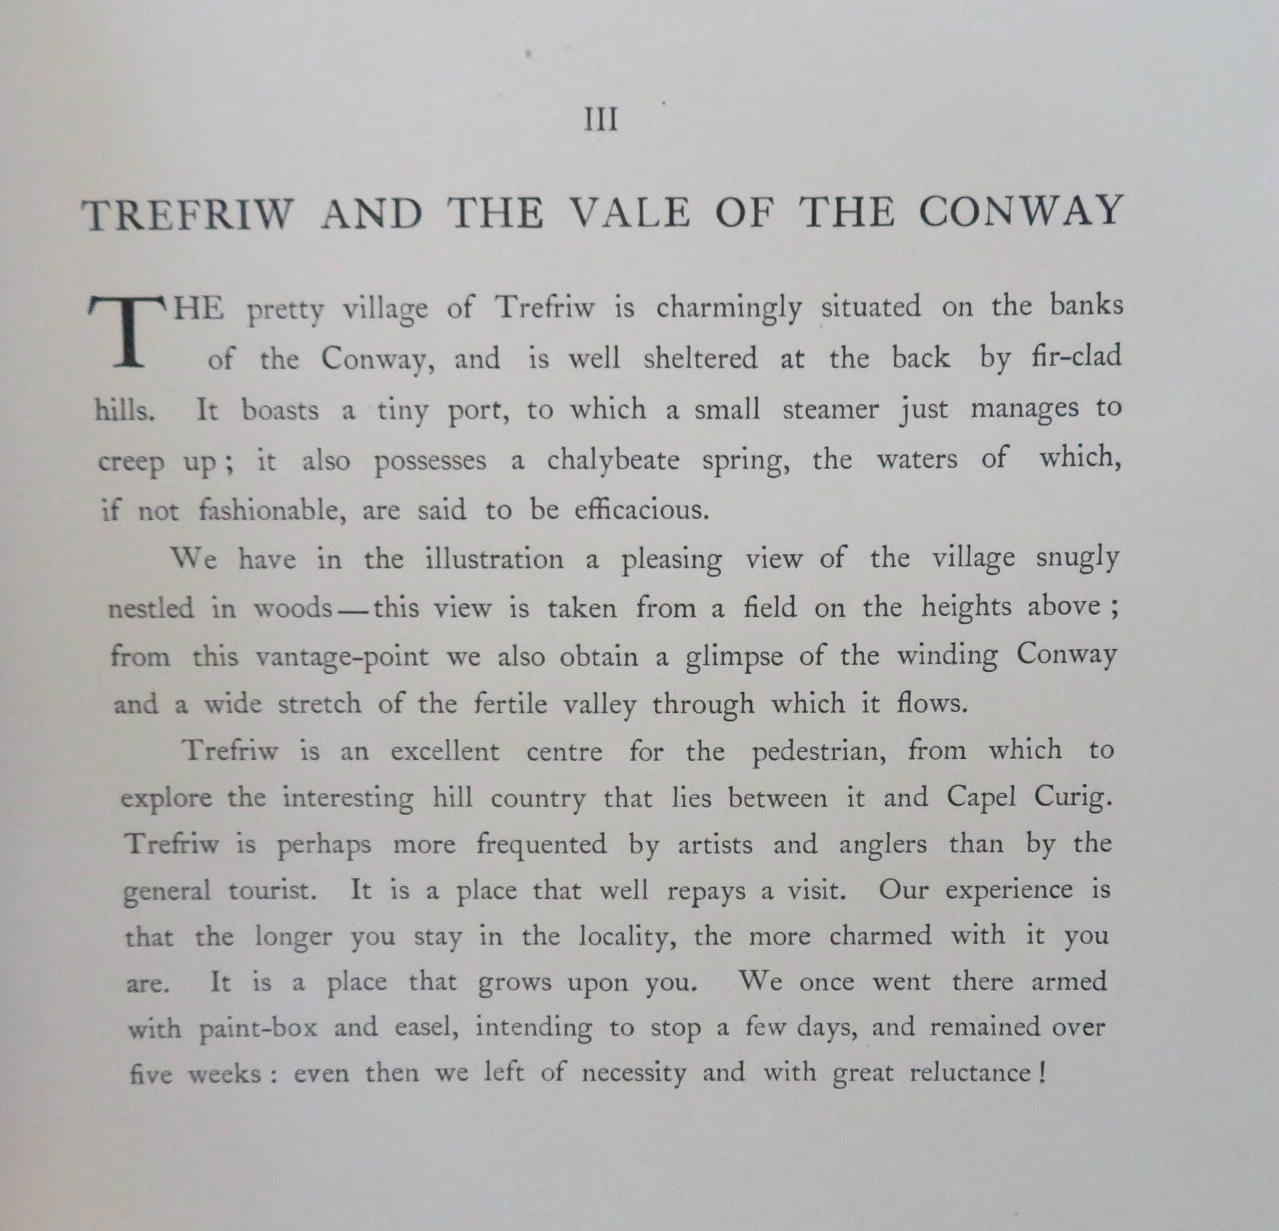 III
TREFRIW AND THE VALE OF THE CONWAY
THE pretty village of Trefriw is charmingly situated on the banks
of the Conway, and is well sheltered at the back by fir-clad
hills. It boasts a tiny port, to which a small steamer just manages to
creep up; it also possesses a chalybeate spring, the waters of which,
if not fashionable, are said to be efficacious.
We have in the illustration a pleasing view of the village snugly
nestled in woods—this view is taken from a field on the heights above;
from this vantage-point we also obtain a glimpse of the winding Conway
and a wide stretch of the fertile valley through which it flows.
Trefriw is an excellent centre for the pedestrian, from which to
explore the interesting hill country that lies between it and Capel Curig.
Trefriw is perhaps more frequented by artists and anglers than by the
general tourist. It is a place that well repays a visit. Our experience is
that the longer you stay in the locality, the more charmed with it you
are. It is a place that grows upon you. We once went there armed
with paint-box and easel, intending to stop a few days, and remained over
five weeks: even then we left of necessity and with great reluctance!